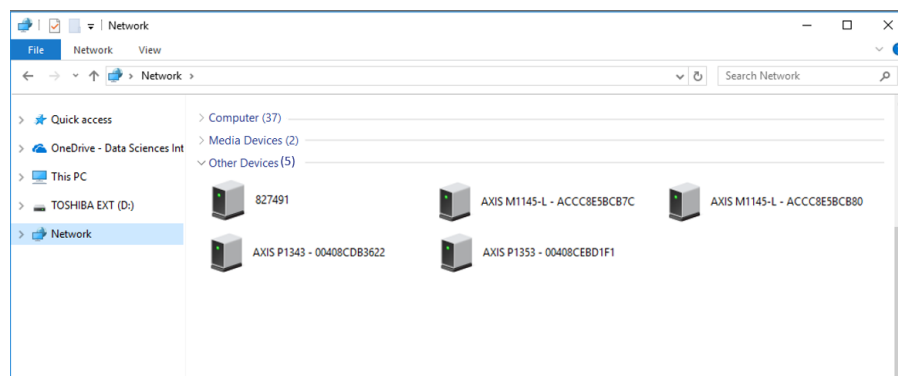 Network
File Network View
Network
Search Network
Quick access
OneDrive - Data Sciences Int
This PC
TOSHIBA EXT (D:)
Network
Computer (37)
Media Devices (2)
Other Devices (5)
827491
AXIS M1145-L - ACCC8E5BCB7C
AXIS M1145-L - ACCC8E5BCB80
AXIS P1343 - 00408CDB3622
AXIS P1353 - 00408CEBD1F1